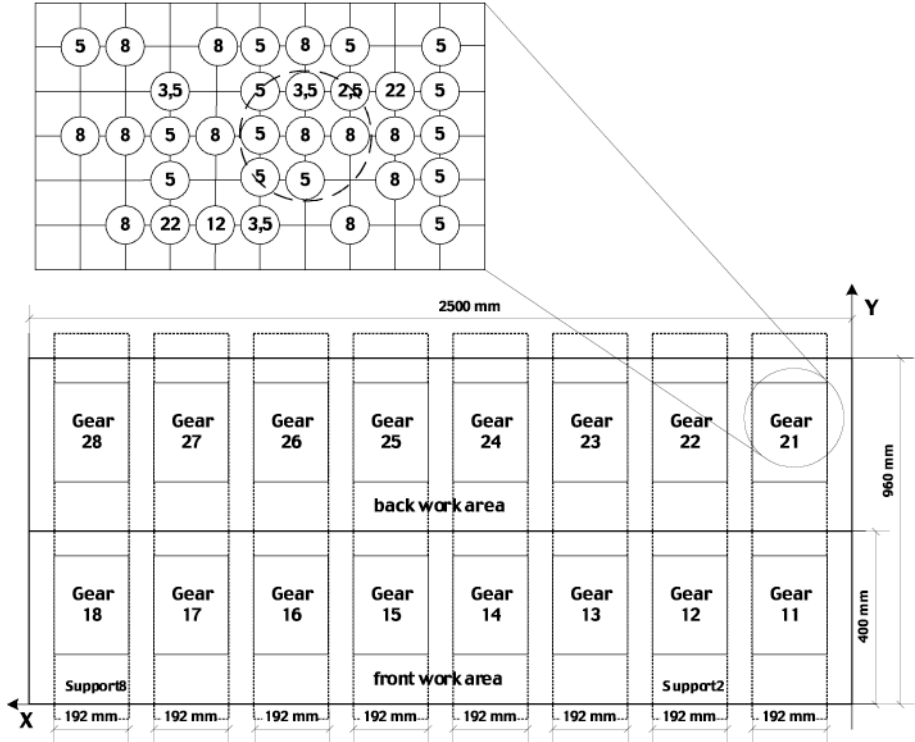 5 8 8 5 8 5 5
3,5 5 3,5 2,5 22 5
8 8 5 8 5 8 8 8 5
5 5 5 8 5
8 22 12 3,5 8 5
2500 mm
Y
Gear Gear Gear Gear Gear Gear Gear Gear
28 27 26 25 24 23 22 21
960 mm
back work area
Gear Gear Gear Gear Gear Gear Gear Gear
18 17 16 15 14 13 12 11
400 mm
Support8 front work area Support2
X
192 mm 192 mm 192 mm 192 mm 192 mm 192 mm 192 mm 192 mm